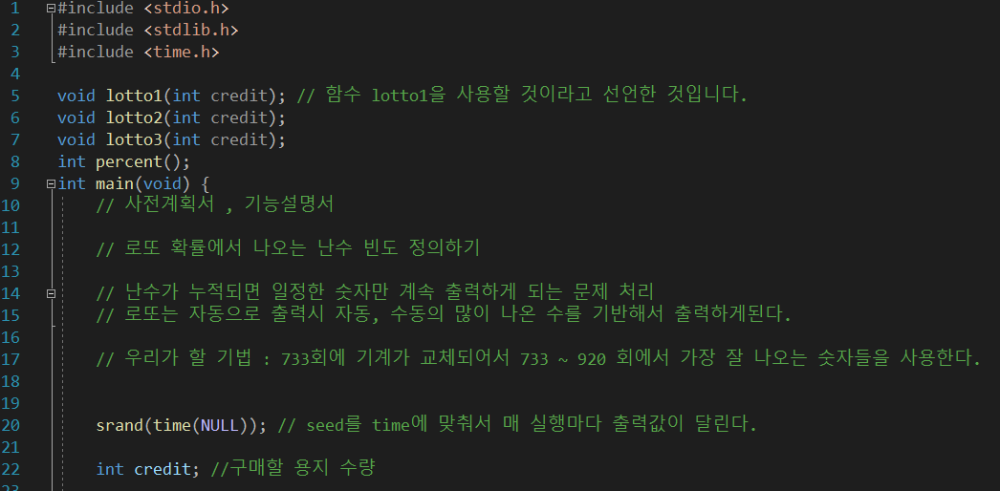 1 #include <stdio.h>
2 #include <stdlib.h>
3 #include <time.h>
4
5 void lotto1(int credit); // 함수 lotto1을 사용할 것이라고 선언한 것입니다.
6 void lotto2(int credit);
7 void lotto3(int credit);
8 int percent();
9 int main(void) {
10 // 사전계획서 , 기능설명서
11
12 // 로또 확률에서 나오는 난수 빈도 정의하기
13
14 // 난수가 누적되면 일정한 숫자만 계속 출력하게 되는 문제 처리
15 // 로또는 자동으로 출력시 자동, 수동의 많이 나온 수를 기반해서 출력하게된다.
16
17 // 우리가 할 기법 : 733회에 기계가 교체되어서 733 ~ 920 회에서 가장 잘 나오는 숫자들을 사용한다.
18
19
20 srand(time(NULL)); // seed를 time에 맞춰서 매 실행마다 출력값이 달린다.
21
22 int credit; //구매할 용지 수량
23